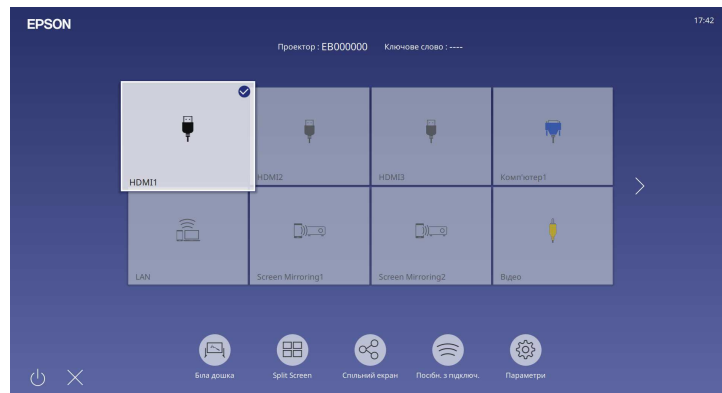 EPSON
17:42
Проектор : EB000000 Ключове слово : ----
HDMI1
HDMI2
HDMI3
Комп'ютер1
LAN
Screen Mirroring1
Screen Mirroring2
Відео
Біла дошка
Split Screen
Спільний екран
Посібн. з підключ.
Параметри